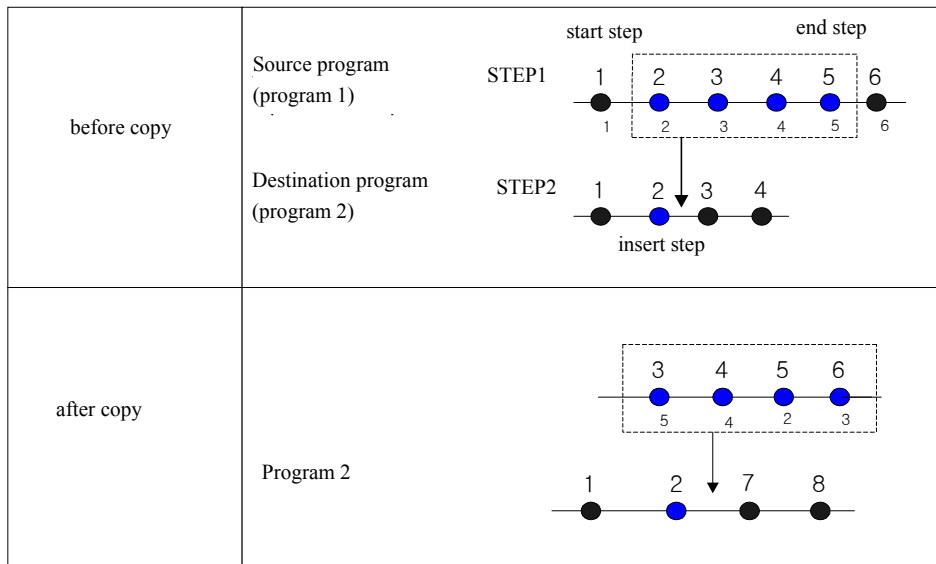 before copy
Source program
(program 1)
start step
end step
STEP1
1 2 3 4 5 6
1 2 3 4 5 6
Destination program
(program 2)
STEP2
1 2 3 4
insert step
after copy
3 4 5 6
5 4 2 3
Program 2
1 2 7 8